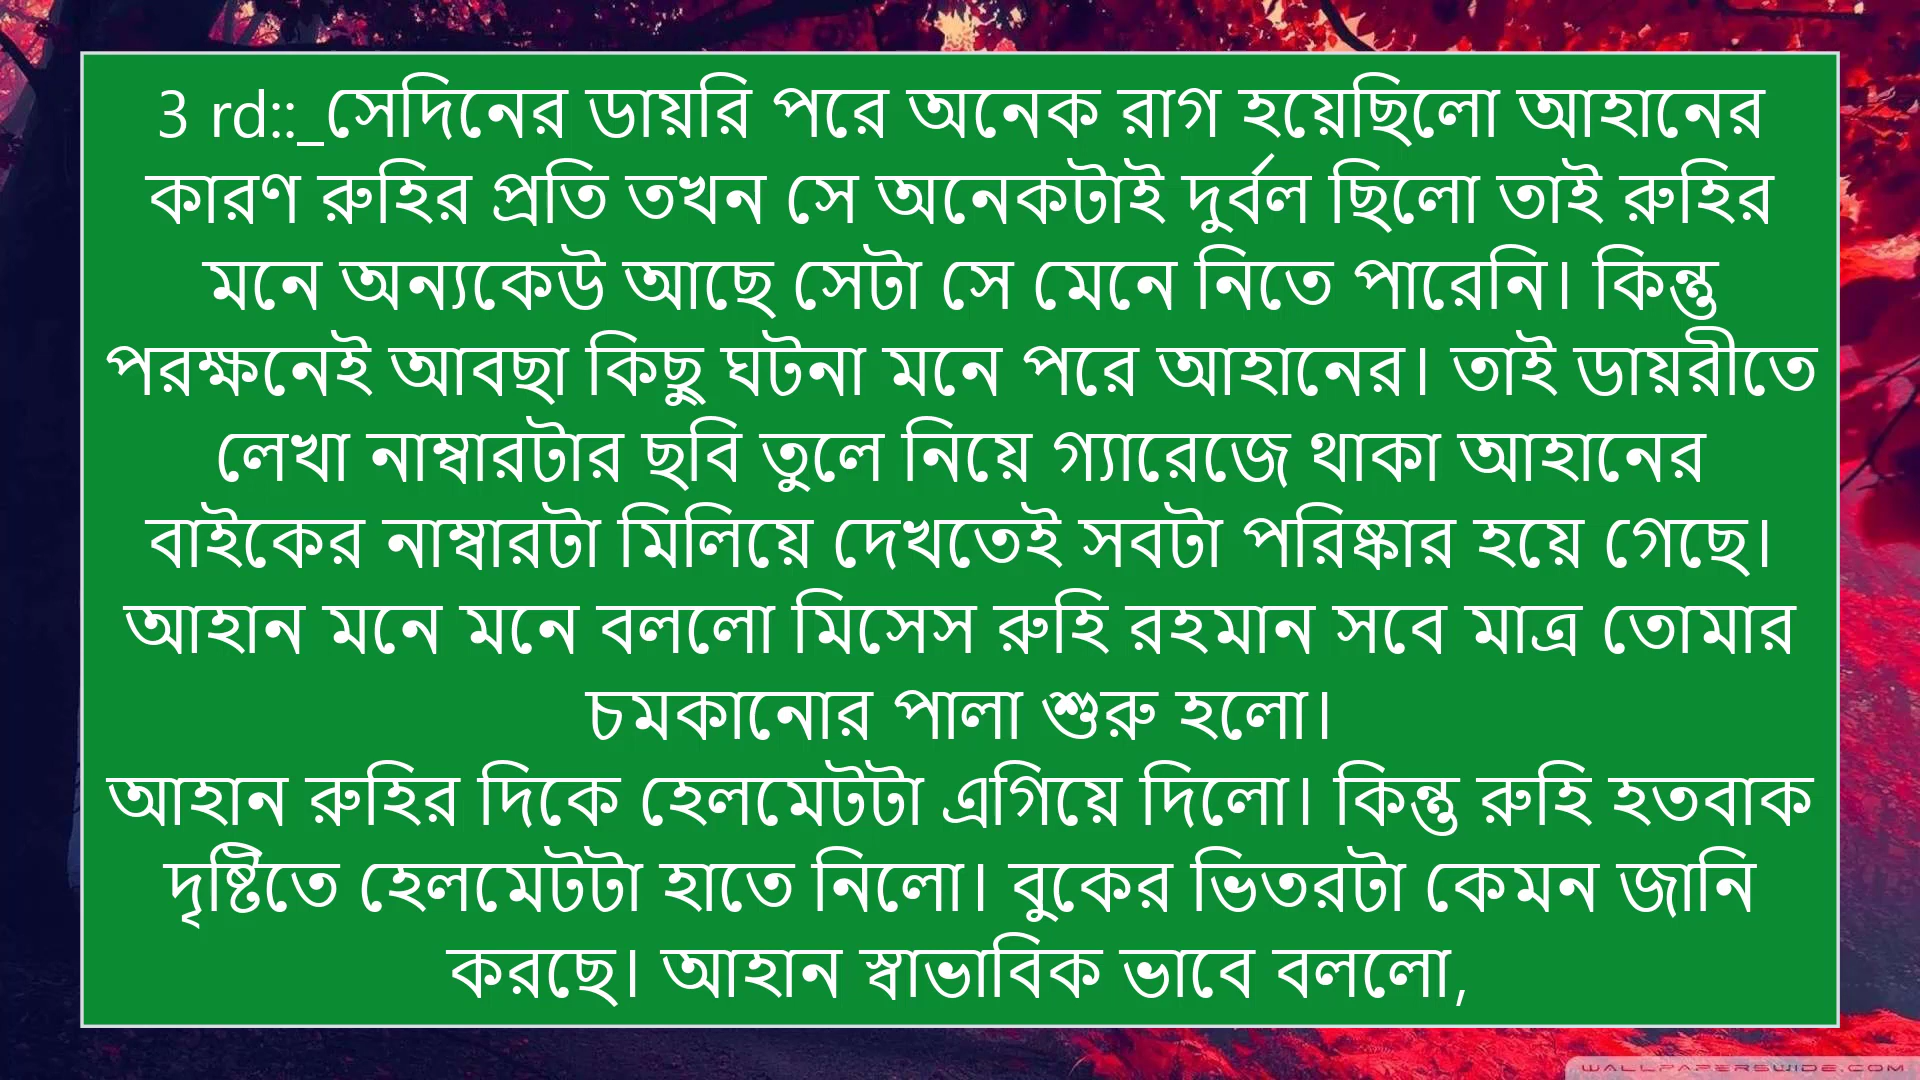 3 rd::_সেদিনের ডায়রি পরে অনেক রাগ হয়েছিলো আহানের
কারণ রুহির প্রতি তখন সে অনেকটাই দুর্বল ছিলো তাই রুহির
মনে অন্যকেউ আছে সেটা সে মেনে নিতে পারেনি। কিন্তু
পরক্ষনেই আবছা কিছু ঘটনা মনে পরে আহানের। তাই ডায়রীতে
লেখা নাম্বারটার ছবি তুলে নিয়ে গ্যারেজে থাকা আহানের
বাইকের নাম্বারটা মিলিয়ে দেখতেই সবটা পরিষ্কার হয়ে গেছে।
আহান মনে মনে বললো মিসেস রুহি রহমান সবে মাত্র তোমার
চমকানোর পালা শুরু হলো।
আহান রুহির দিকে হেলমেটটা এগিয়ে দিলো। কিন্তু রুহি হতবাক
দৃষ্টিতে হেলমেটটা হাতে নিলো। বুকের ভিতরটা কেমন জানি
করছে। আহান স্বাভাবিক ভাবে বললো,
WALLPAPERSWIDE.COM